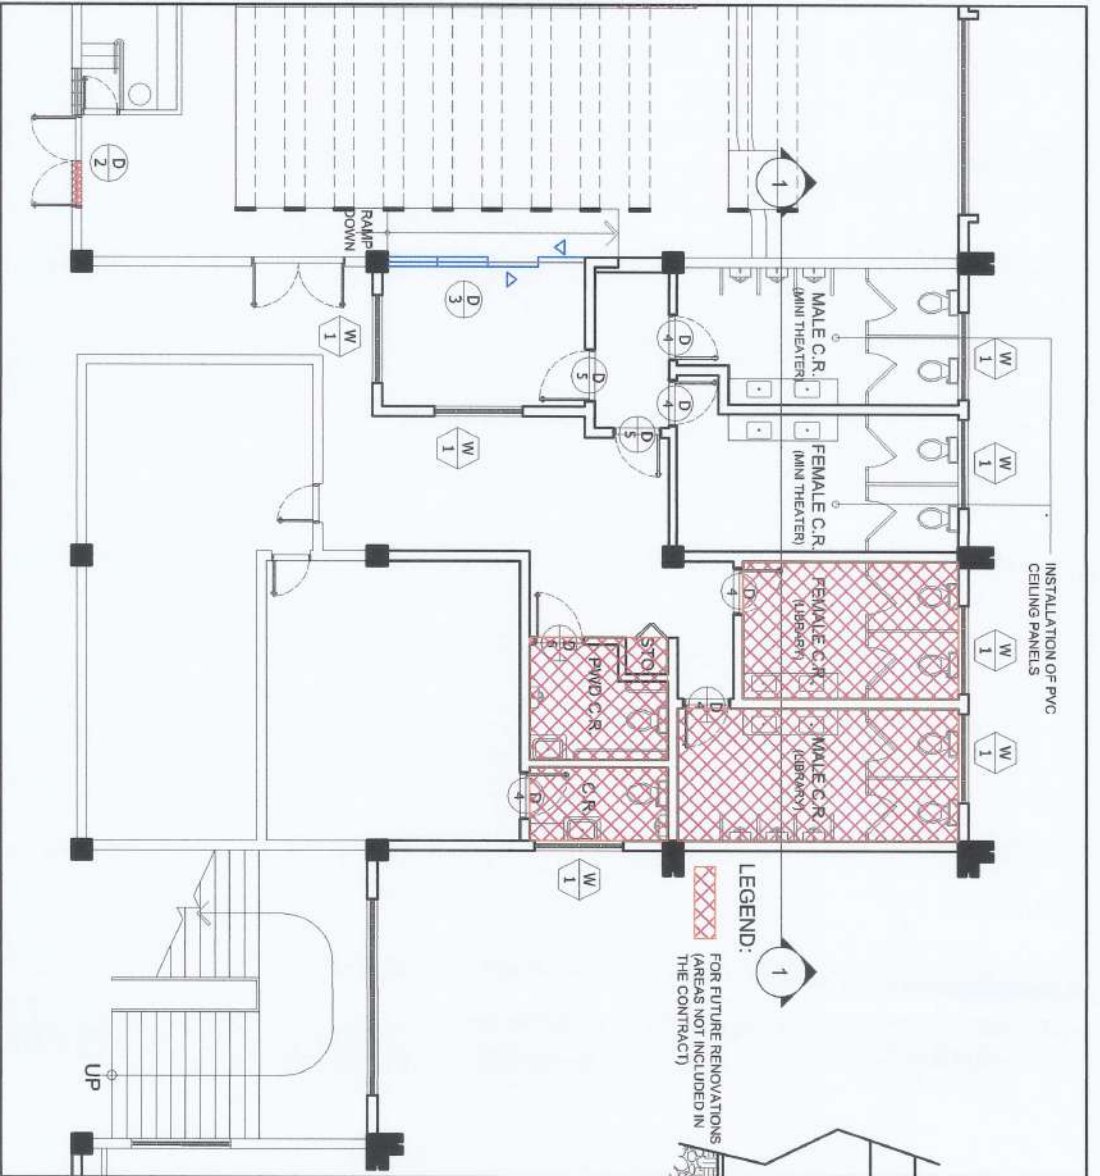 INSTALLATION OF PVC
CEILING PANELS
W
1
W
1
W
1
W
1
1
1
MALE C.R.
(MINI THEATER)
FEMALE C.R.
(MINI THEATER)
FEMALE C.R.
(LIBRARY)
MALE C.R.
(LIBRARY)
LEGEND:
FOR FUTURE RENOVATIONS
(AREAS NOT INCLUDED IN
THE CONTRACT)
D
4
D
4
D
4
D
4
D
5
D
5
STO.
PWD C.R.
D
C.R.
D
4
W
1
D
3
W
1
W
1
RAMP
DOWN
D
2
UP